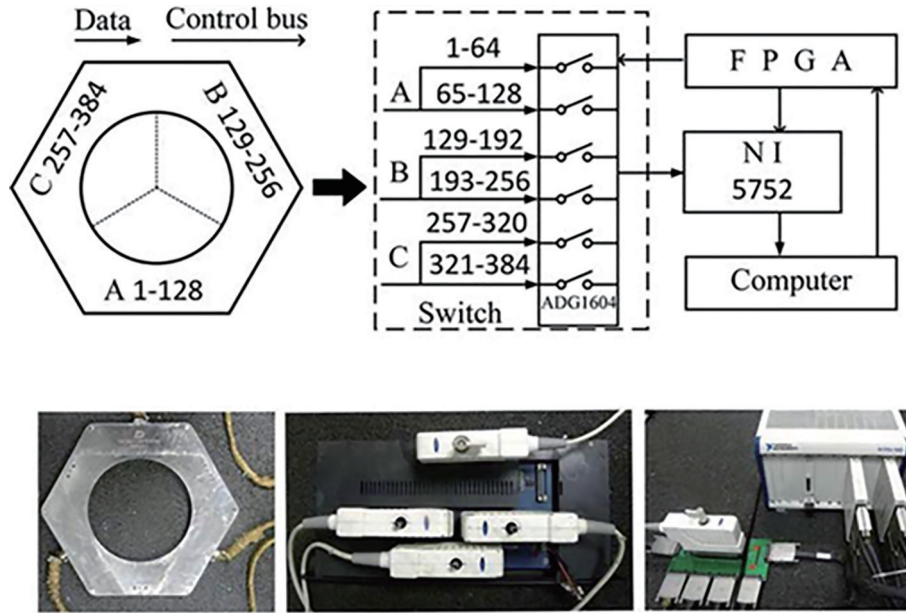 Data
Control bus
C 257-384
B 129-256
A 1-128
A
1-64
65-128
B
129-192
193-256
C
257-320
321-384
Switch
ADG1604
F P G A
N I
5752
Computer